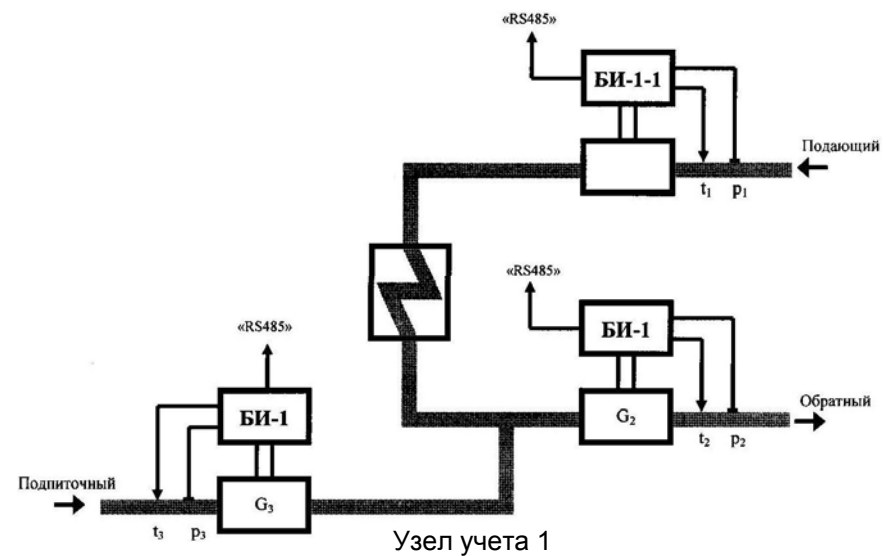 «RS485»
БИ-1-1
Подающий
t₁ p₁
«RS485»
БИ-1
Обратный
G₂
t₂ p₂
«RS485»
БИ-1
Подпиточный
G₃
t₃ p₃
Узел учета 1